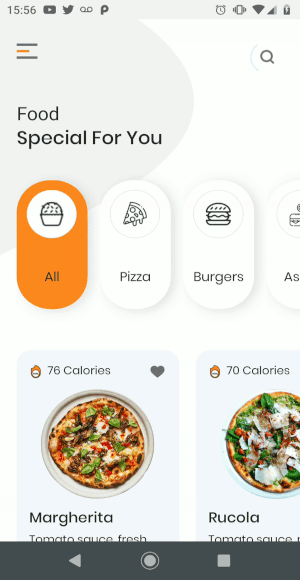 15:56
Food
Special For You
All
Pizza
Burgers
As
76 Calories
70 Calories
Margherita
Rucola
Tomato sauce, fresh
Tomato sauce,